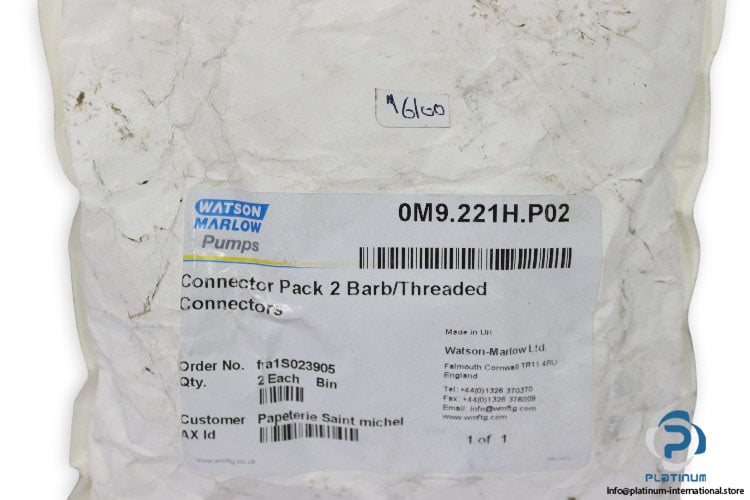 WATSON
MARLOW
Pumps
0M9.221H.P02
Connector Pack 2 Barb/Threaded
Connectors
Made in UK
Watson-Marlow Ltd.
Falmouth Cornwall TR11 4RU
England
Order No. fra1S023905
Qty. 2 Each Bin
Tel: +44(0)1326 370370
Fax: +44(0)1326 376009
Email: info@wmftg.com
www.wmftg.com
Customer Papeterie Saint michel
AX Id
1 of 1
www.wmftg.co.uk
PLATINUM
Info@platinum-international.store